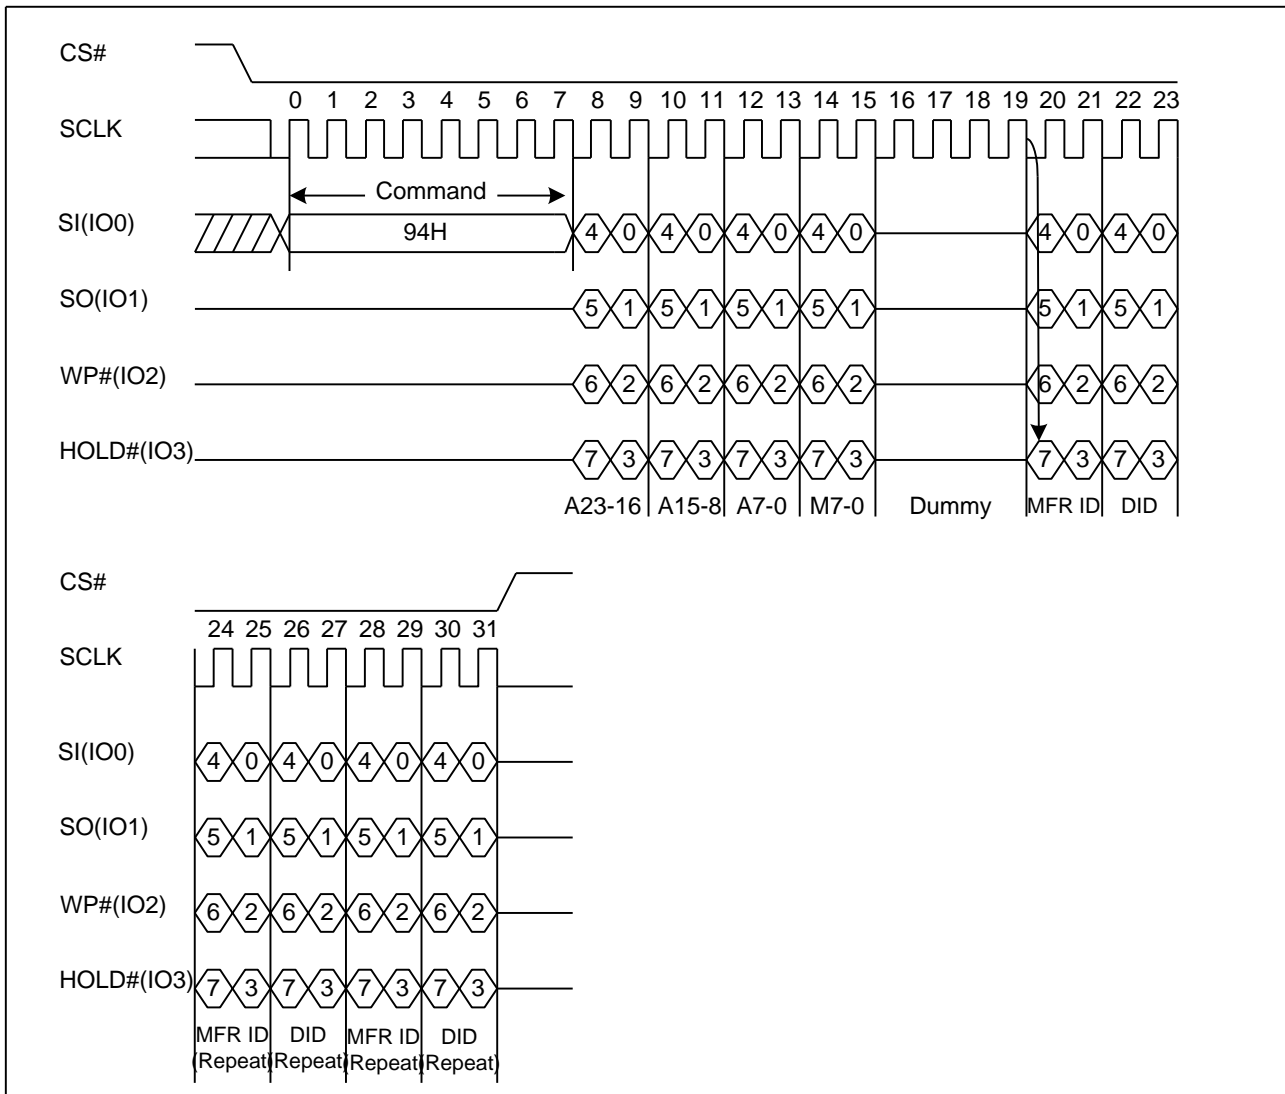 CS#
0 1 2 3 4 5 6 7 8 9 10 11 12 13 14 15 16 17 18 19 20 21 22 23
SCLK
Command
SI(IO0) 94H 4 0 4 0 4 0 4 0 4 0 4 0
SO(IO1) 5 1 5 1 5 1 5 1 5 1 5 1
WP#(IO2) 6 2 6 2 6 2 6 2 6 2 6 2
HOLD#(IO3) 7 3 7 3 7 3 7 3 7 3 7 3
A23-16 A15-8 A7-0 M7-0 Dummy MFR ID DID
CS#
24 25 26 27 28 29 30 31
SCLK
SI(IO0) 4 0 4 0 4 0 4 0
SO(IO1) 5 1 5 1 5 1 5 1
WP#(IO2) 6 2 6 2 6 2 6 2
HOLD#(IO3) 7 3 7 3 7 3 7 3
MFR ID DID MFR ID DID
(Repeat) (Repeat) (Repeat) (Repeat)